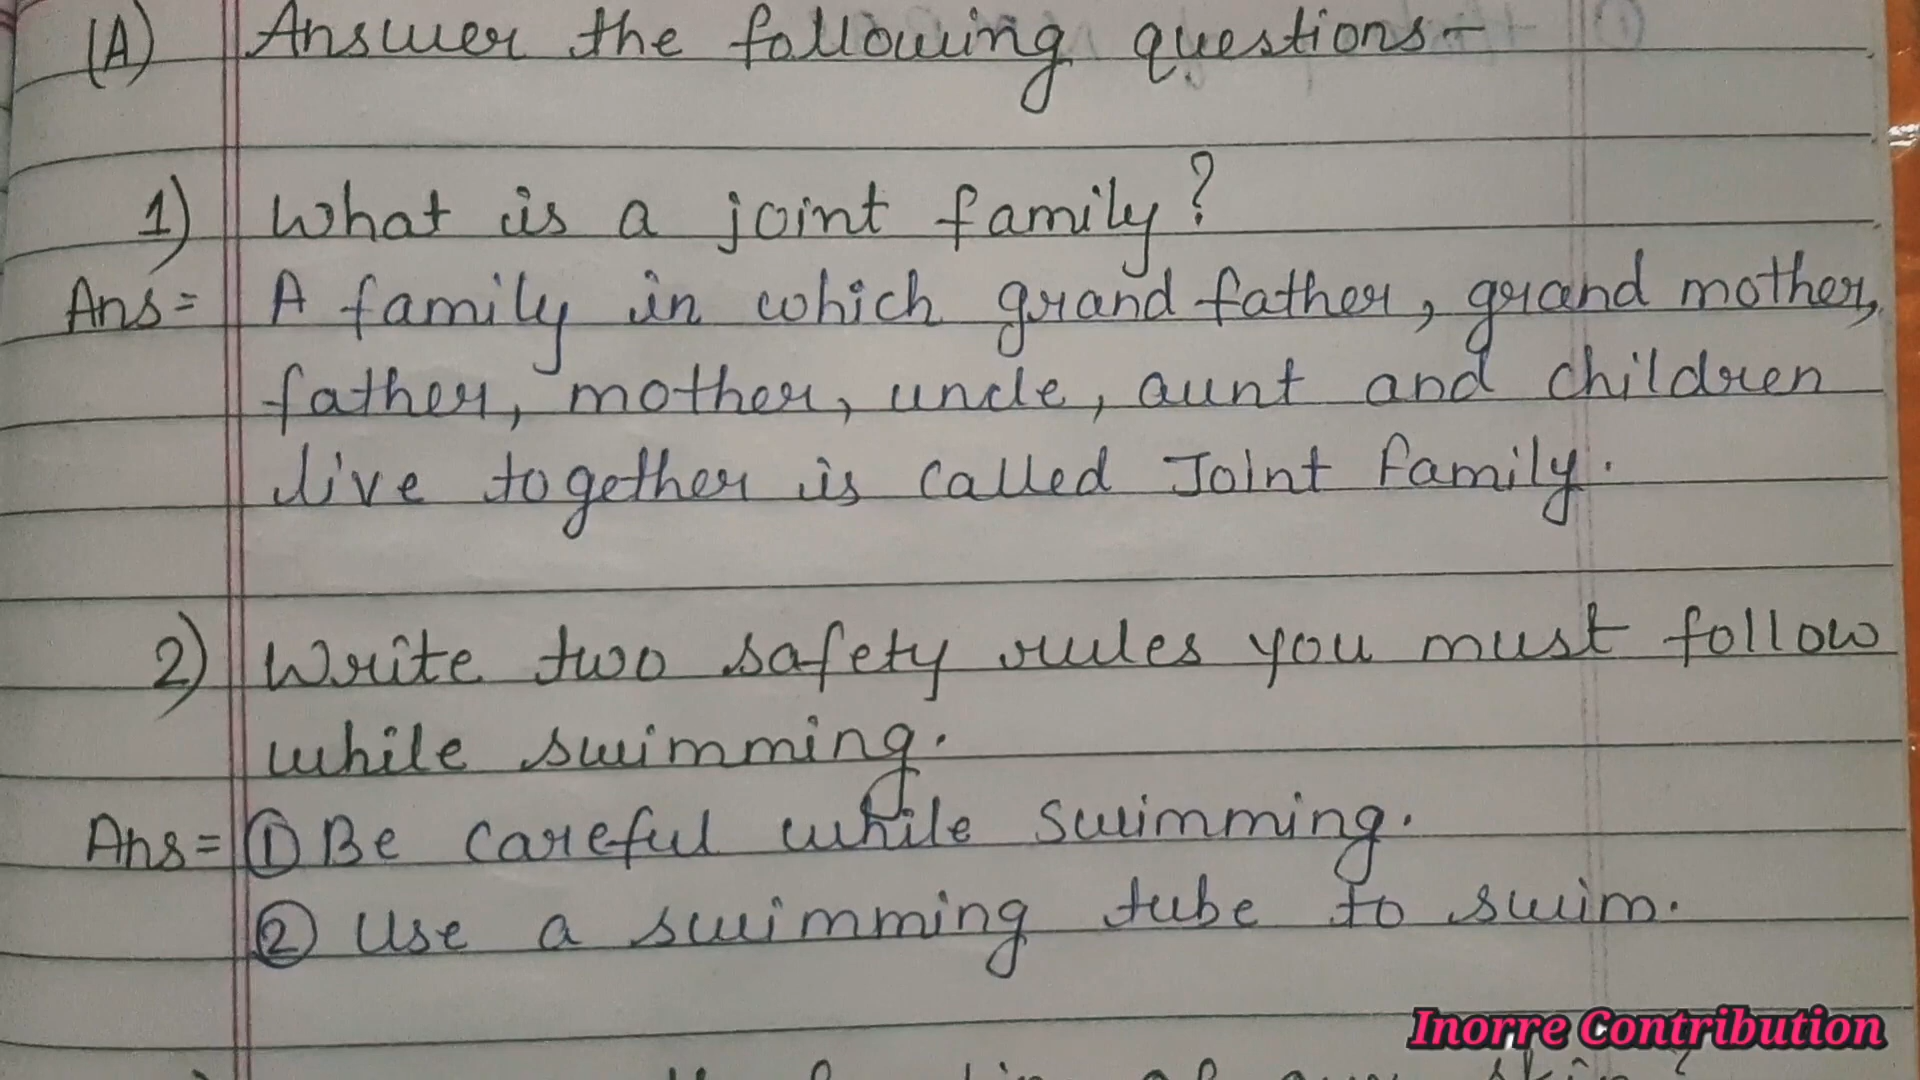 (A) Answer the following questions-
1) What is a joint family?
Ans= A family in which grand father, grand mother,
father, mother, uncle, aunt and children
live together is called Joint family.
2) Write two safety rules you must follow
while swimming.
Ans= ① Be careful while swimming.
② Use a swimming tube to swim.
Inorre Contribution